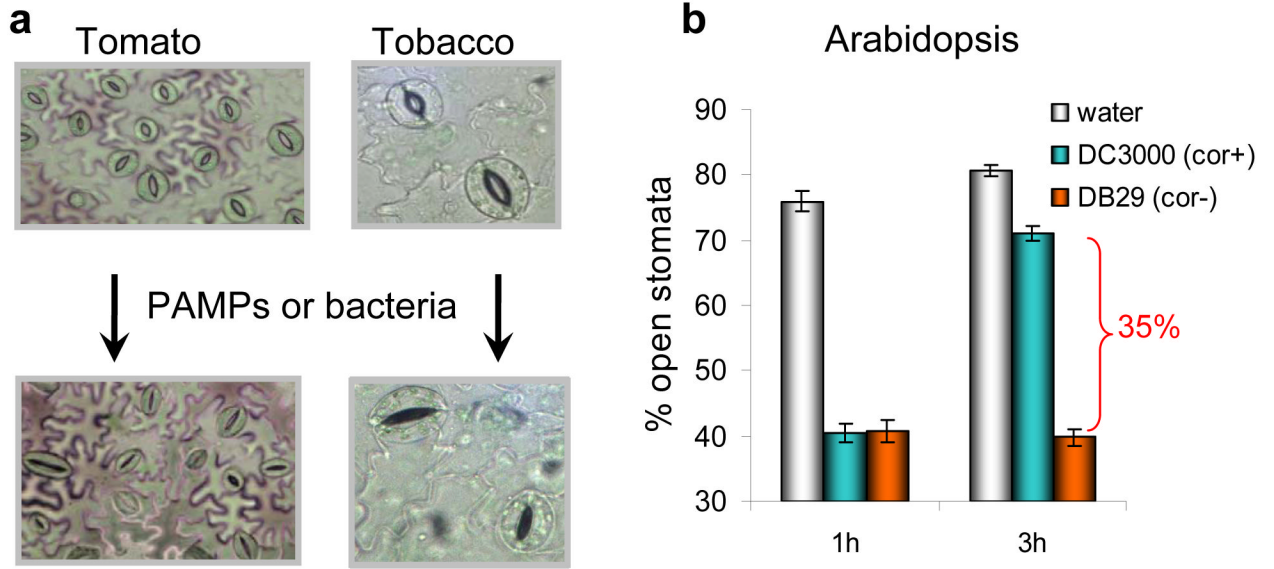 a
Tomato
Tobacco
PAMPs or bacteria
b
Arabidopsis
% open stomata
90
80
70
60
50
40
30
water
DC3000 (cor+)
DB29 (cor-)
35%
1h
3h